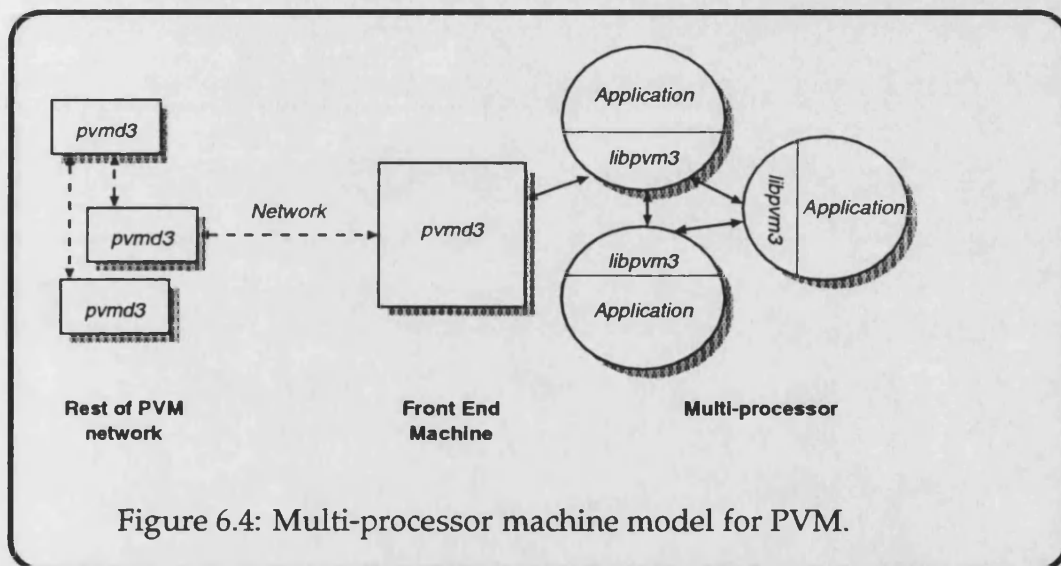 pvmd3
Network
pvmd3
pvmd3
pvmd3
Application
libpvm3
libpvm3
Application
libpvm3
Application
Rest of PVM
network
Front End
Machine
Multi-processor
Figure 6.4: Multi-processor machine model for PVM.